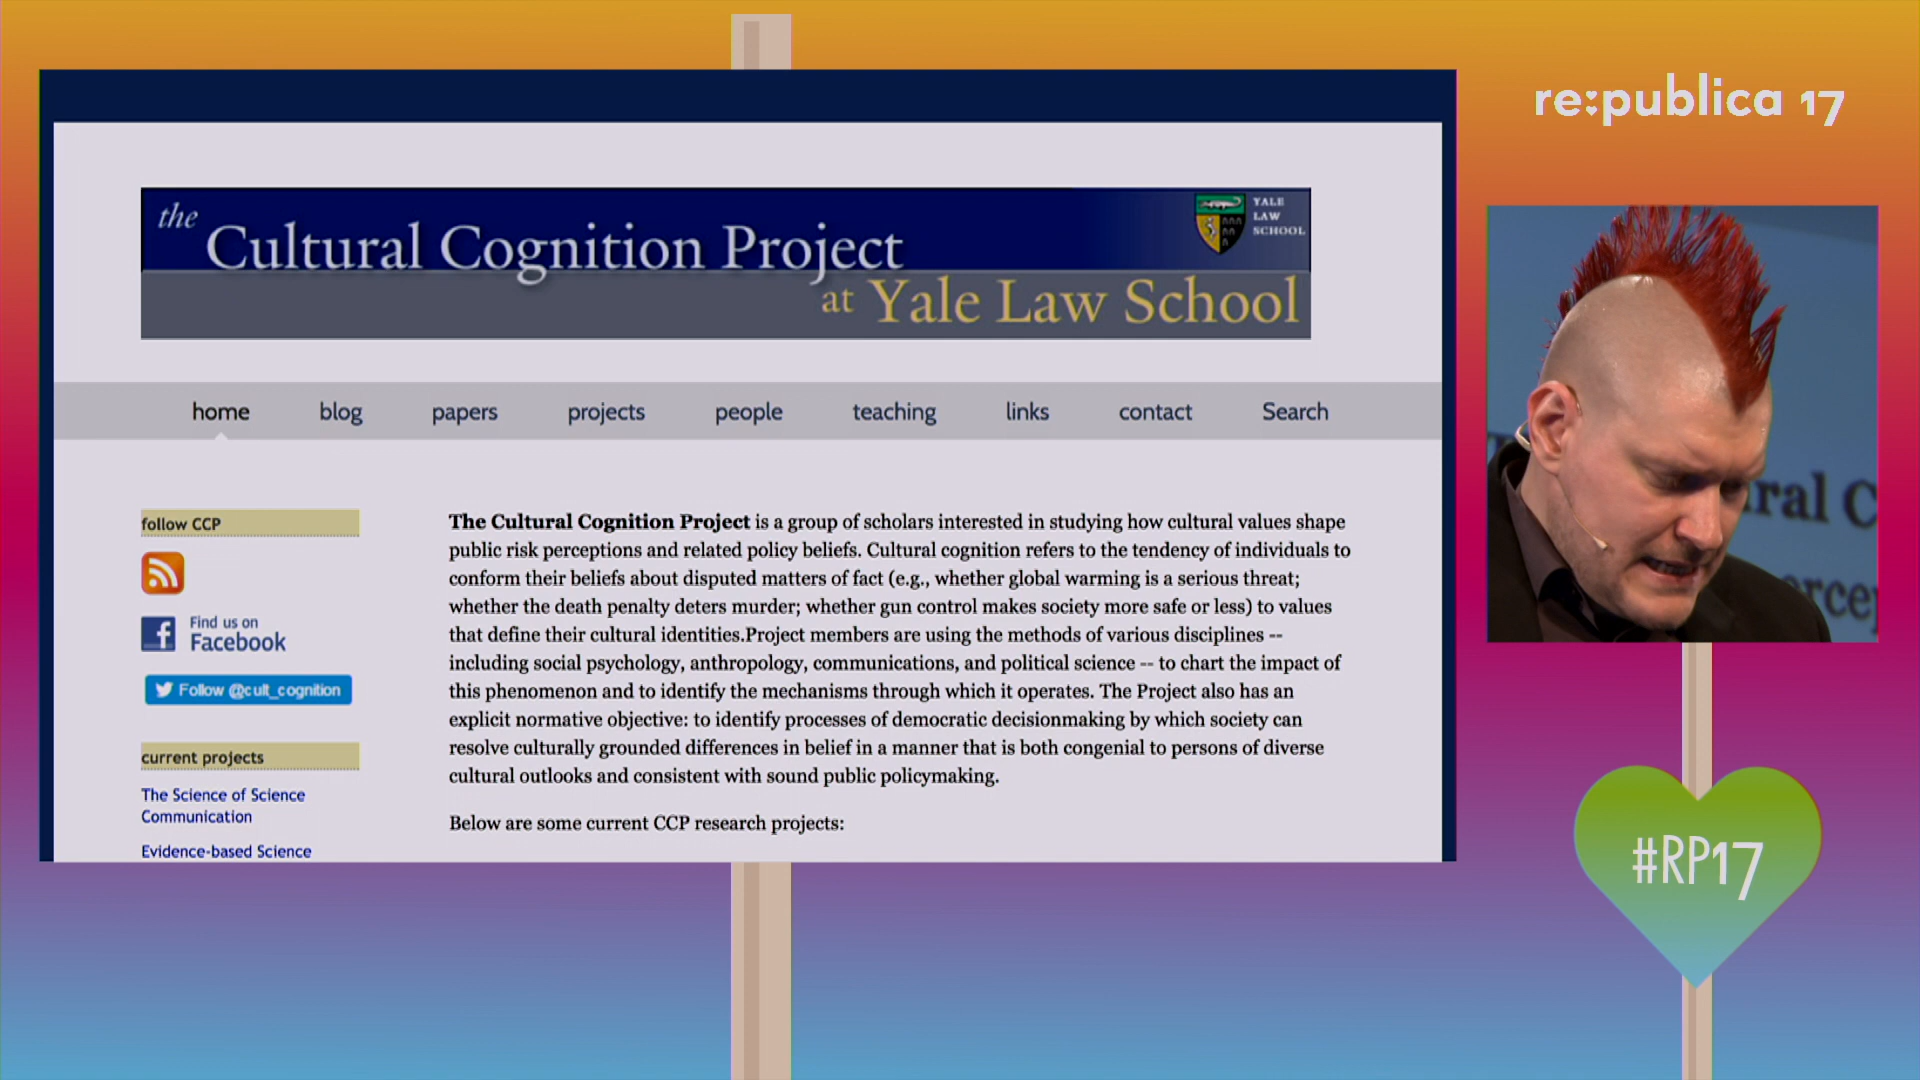 re:publica 17
the
Cultural Cognition Project
at Yale Law School
YALE
LAW
SCHOOL
home blog papers projects people teaching links contact Search
follow CCP
Find us on
Facebook
Follow @cult_cognition
current projects
The Science of Science
Communication
Evidence-based Science
The Cultural Cognition Project is a group of scholars interested in studying how cultural values shape
public risk perceptions and related policy beliefs. Cultural cognition refers to the tendency of individuals to
conform their beliefs about disputed matters of fact (e.g., whether global warming is a serious threat;
whether the death penalty deters murder; whether gun control makes society more safe or less) to values
that define their cultural identities.Project members are using the methods of various disciplines --
including social psychology, anthropology, communications, and political science -- to chart the impact of
this phenomenon and to identify the mechanisms through which it operates. The Project also has an
explicit normative objective: to identify processes of democratic decisionmaking by which society can
resolve culturally grounded differences in belief in a manner that is both congenial to persons of diverse
cultural outlooks and consistent with sound public policymaking.
Below are some current CCP research projects:
ral C
#RP17